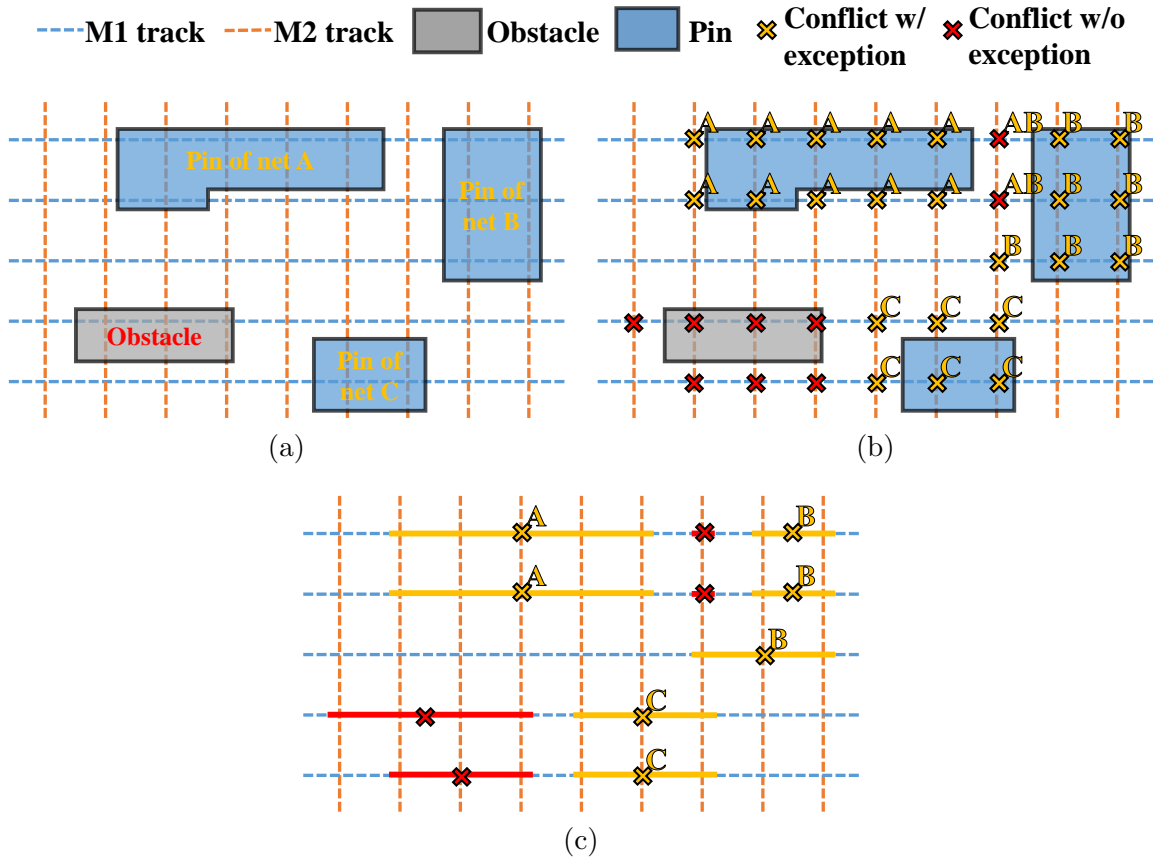 M1 track M2 track Obstacle Pin Conflict w/ exception Conflict w/o exception
Pin of net A
Pin of
net B
Obstacle
Pin of
net C
(a)
A A A A A AB B B
A A A A A AB B B
B B B
C C C
C C C
(b)
A B
A B
B
C
C
(c)